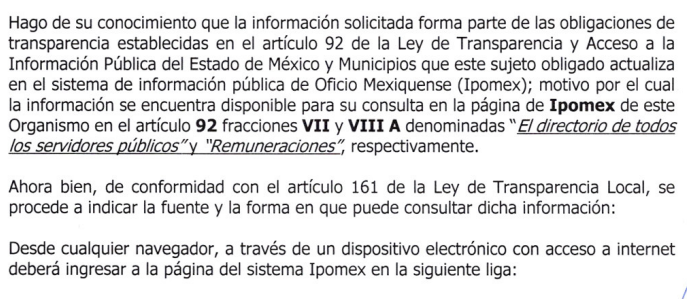 Hago de su conocimiento que la información solicitada forma parte de las obligaciones de
transparencia establecidas en el artículo 92 de la Ley de Transparencia y Acceso a la
Información Pública del Estado de México y Municipios que este sujeto obligado actualiza
en el sistema de información pública de Oficio Mexiquense (Ipomex); motivo por el cual
la información se encuentra disponible para su consulta en la página de Ipomex de este
Organismo en el artículo 92 fracciones VII y VIII A denominadas “El directorio de todos
los servidores públicos” y “Remuneraciones”, respectivamente.
Ahora bien, de conformidad con el artículo 161 de la Ley de Transparencia Local, se
procede a indicar la fuente y la forma en que puede consultar dicha información:
Desde cualquier navegador, a través de un dispositivo electrónico con acceso a internet
deberá ingresar a la página del sistema Ipomex en la siguiente liga: